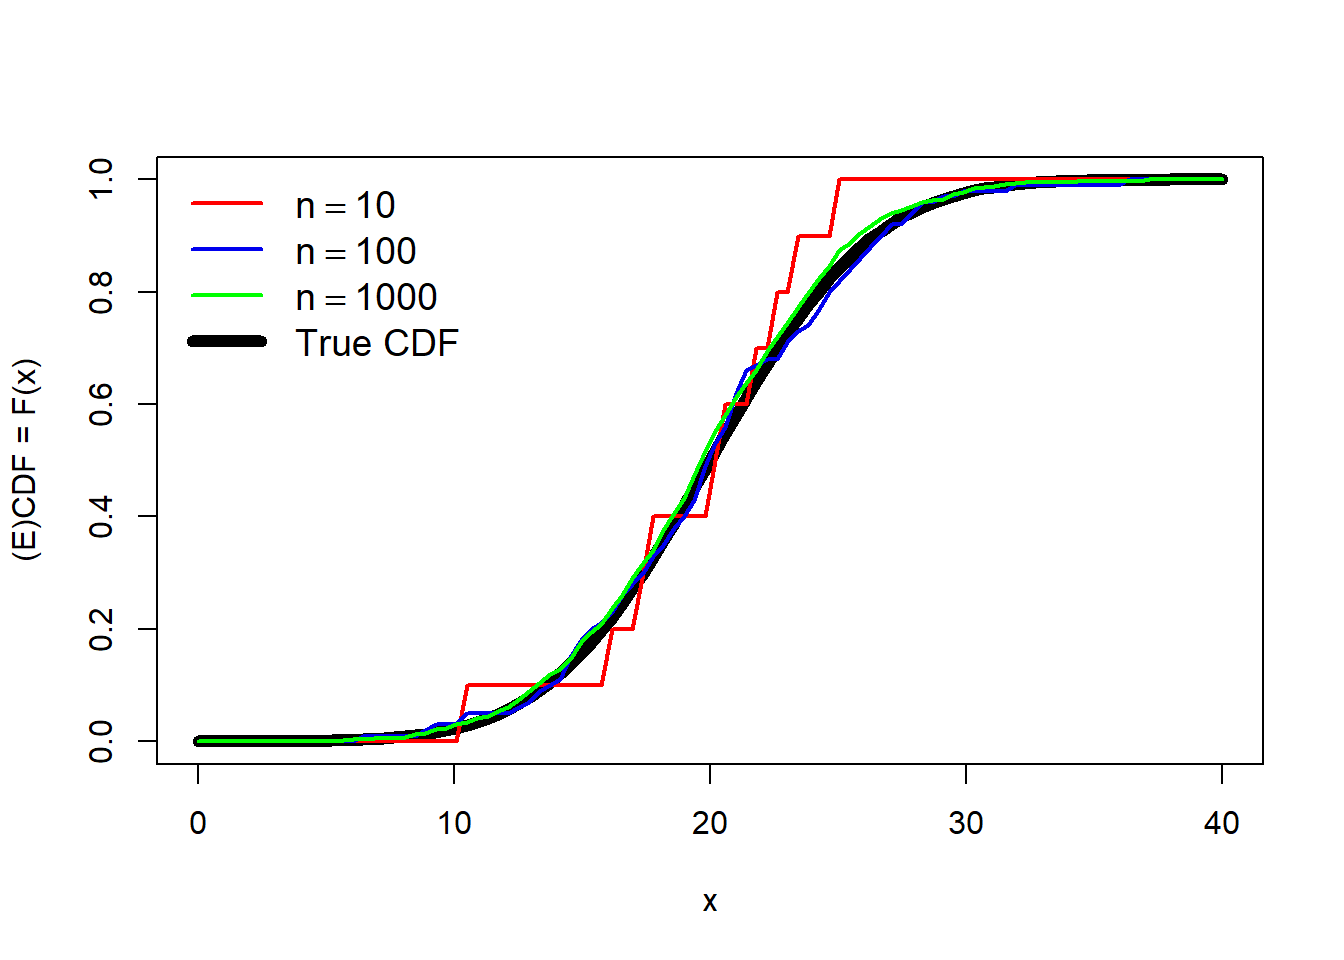 n = 10
n = 100
n = 1000
True CDF
(E)CDF = F(x)
1.0
0.8
0.6
0.4
0.2
0.0
0 10 20 30 40
x